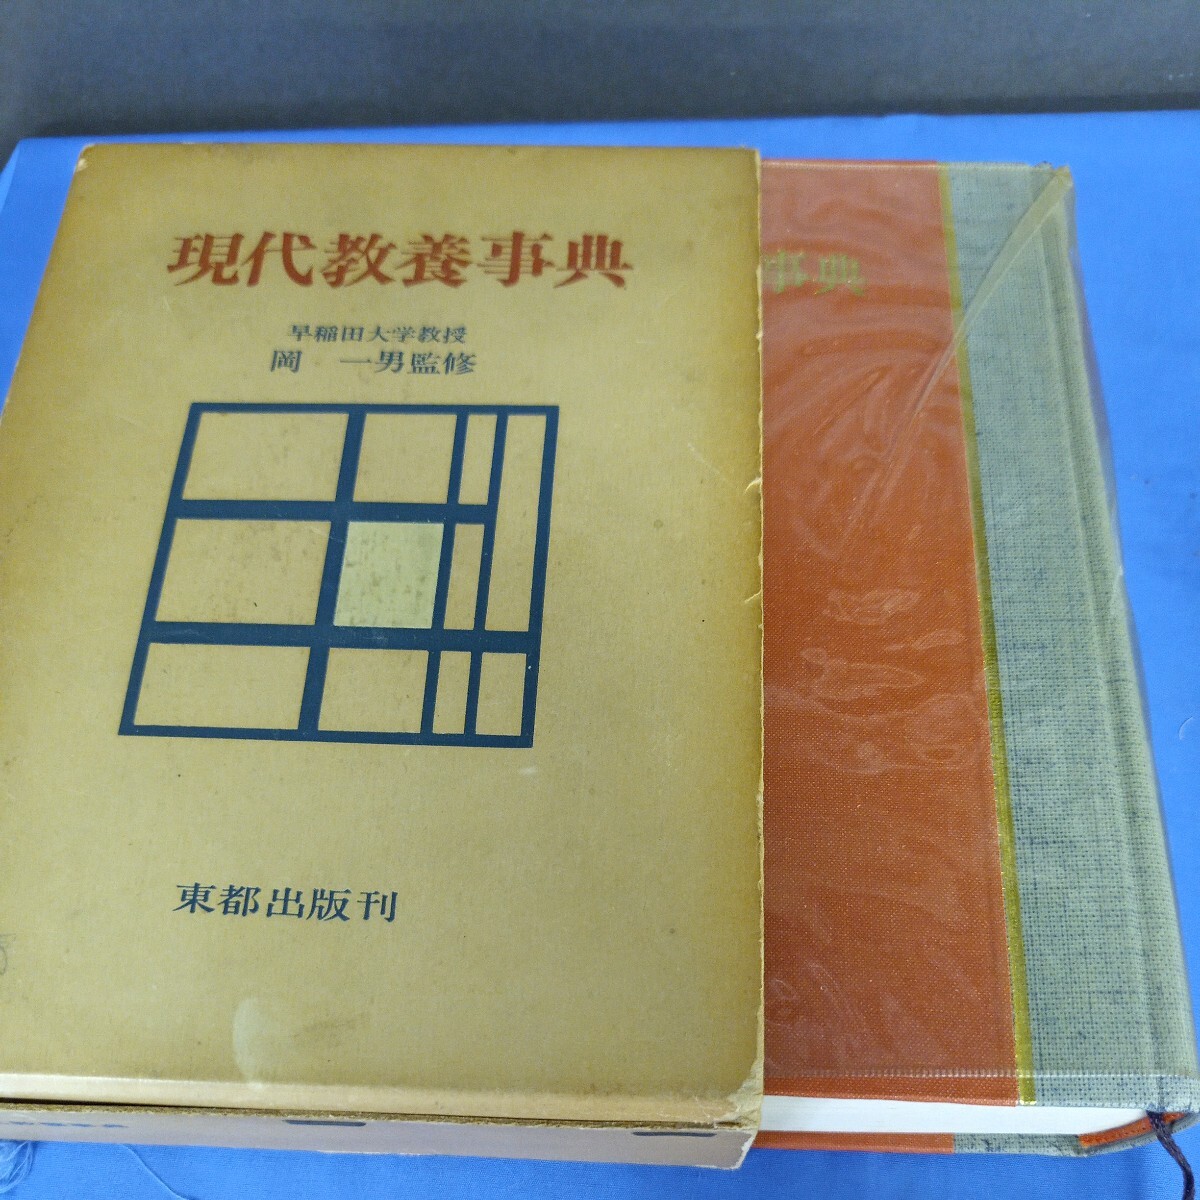 現代教養事典
早稲田大学教授
岡 一男監修
東都出版刊
事典